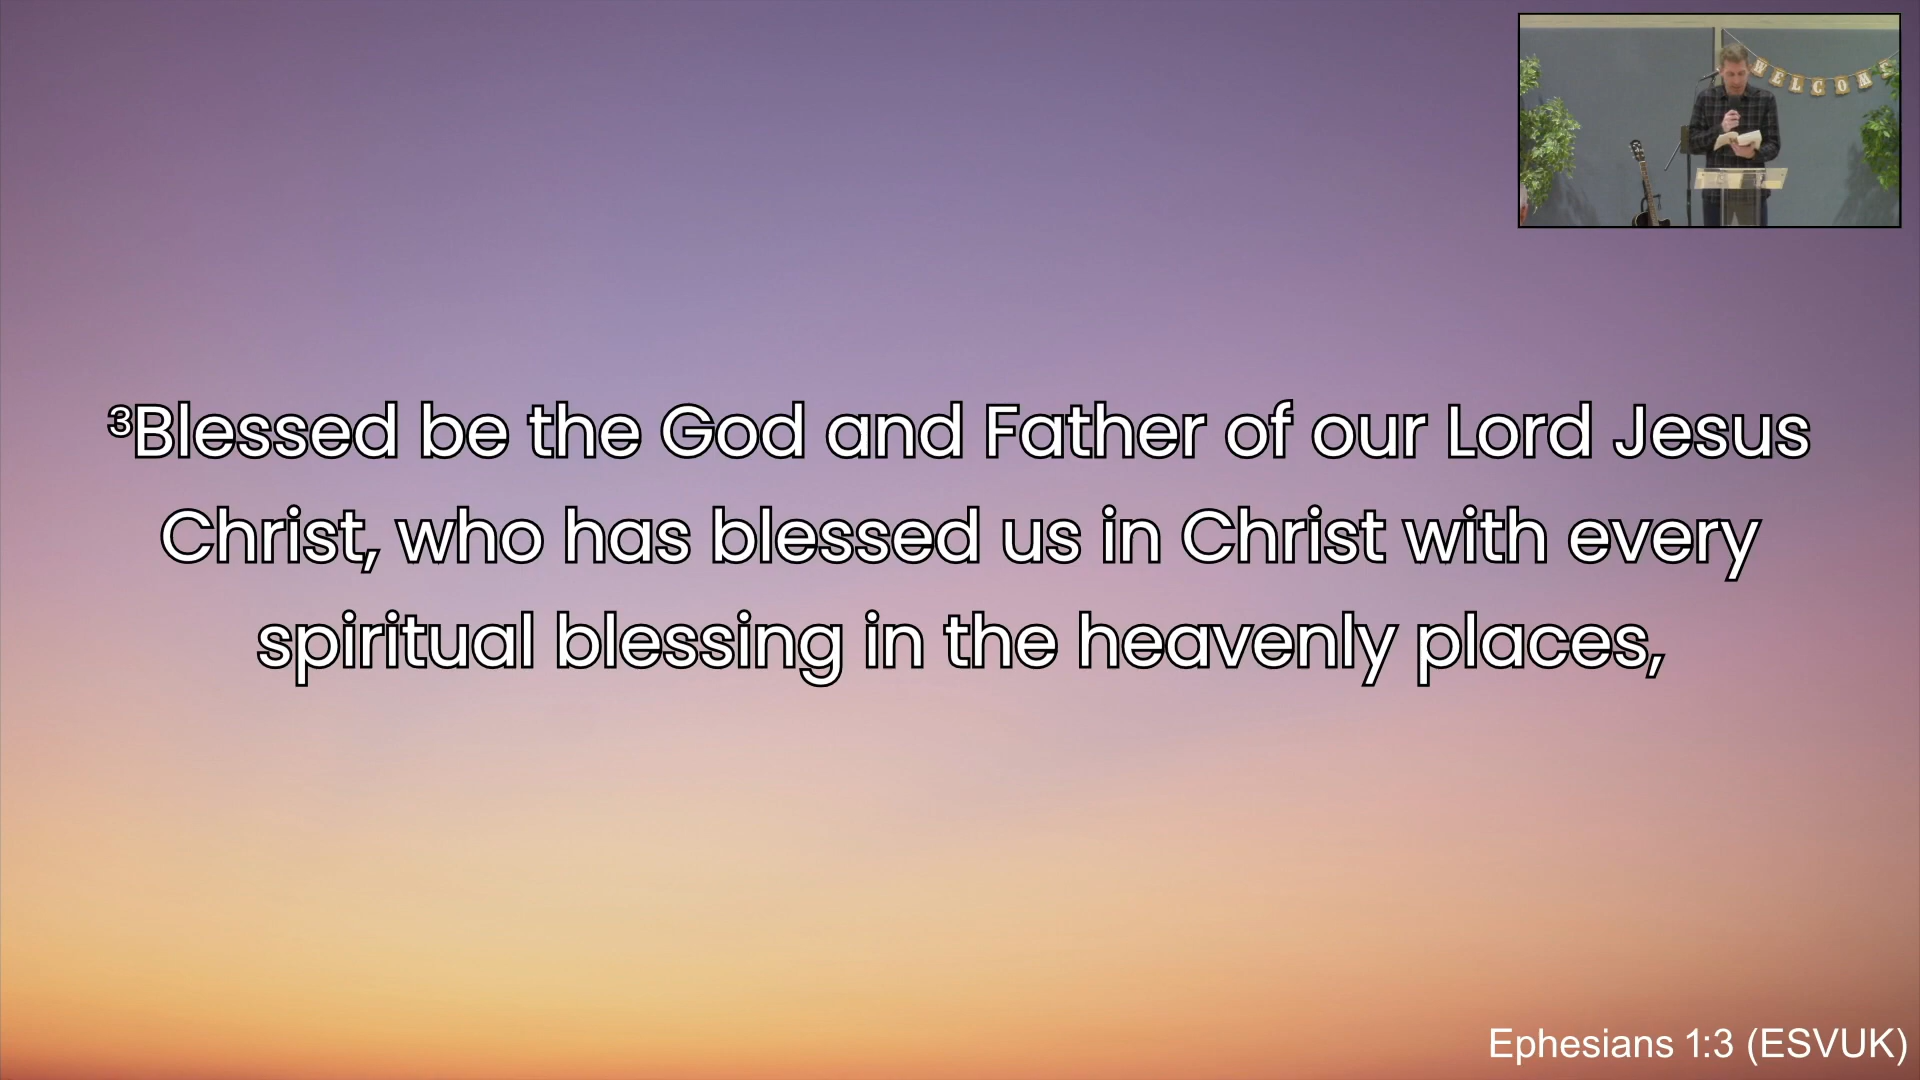 WELCOME
³Blessed be the God and Father of our Lord Jesus
Christ, who has blessed us in Christ with every
spiritual blessing in the heavenly places,
Ephesians 1:3 (ESVUK)